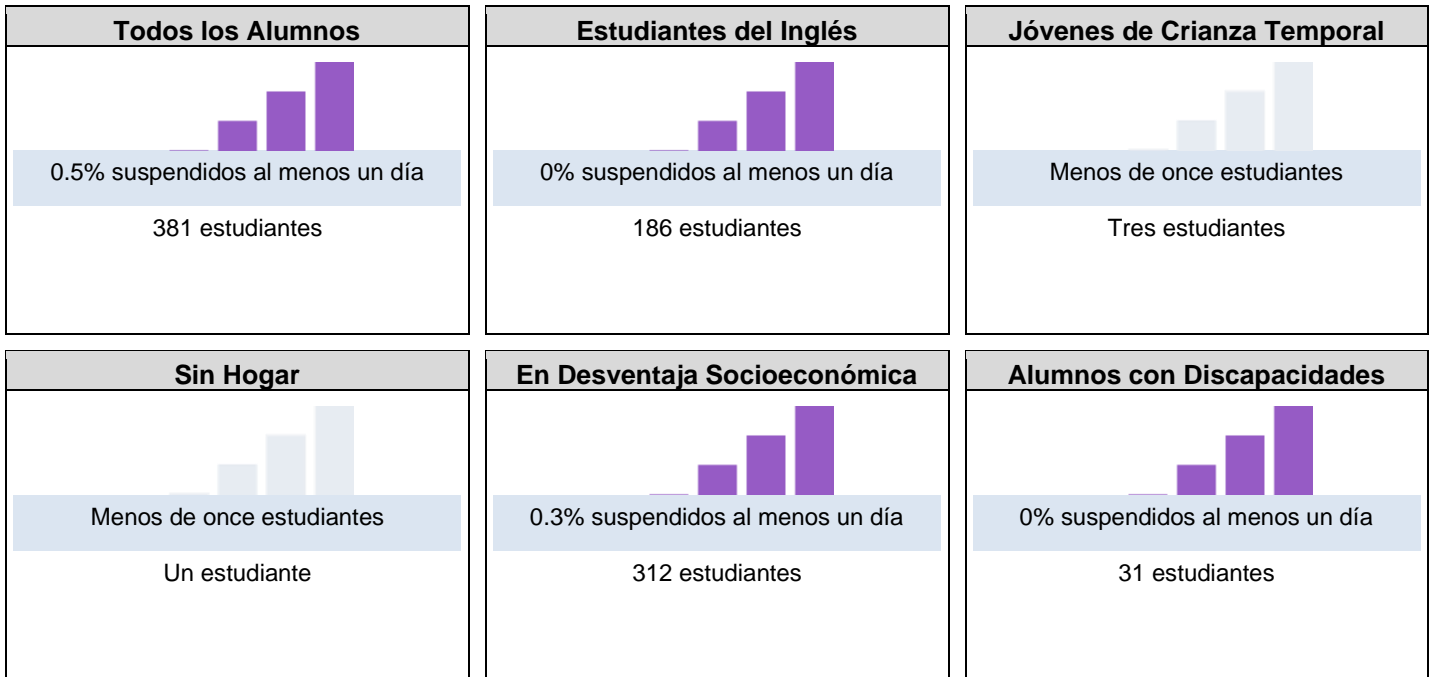 Todos los Alumnos
0.5% suspendidos al menos un día
381 estudiantes
Estudiantes del Inglés
0% suspendidos al menos un día
186 estudiantes
Jóvenes de Crianza Temporal
Menos de once estudiantes
Tres estudiantes
Sin Hogar
Menos de once estudiantes
Un estudiante
En Desventaja Socioeconómica
0.3% suspendidos al menos un día
312 estudiantes
Alumnos con Discapacidades
0% suspendidos al menos un día
31 estudiantes